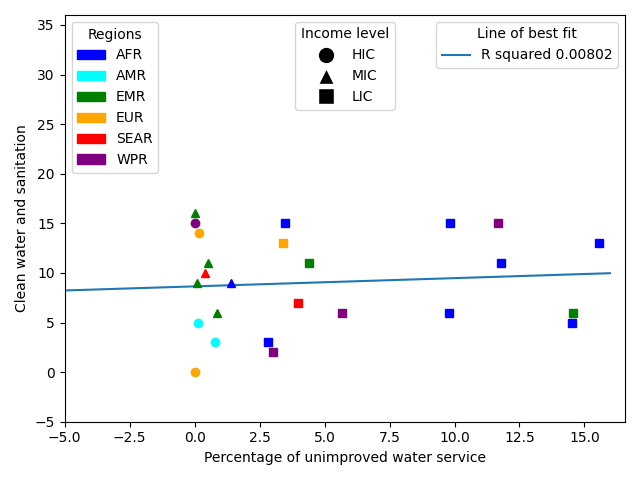 Regions
AFR
AMR
EMR
EUR
SEAR
WPR
Income level
HIC
MIC
LIC
Line of best fit
R squared 0.00802
Clean water and sanitation
35
30
25
20
15
10
5
0
−5
−5.0
−2.5
0.0
2.5
5.0
7.5
10.0
12.5
15.0
Percentage of unimproved water service